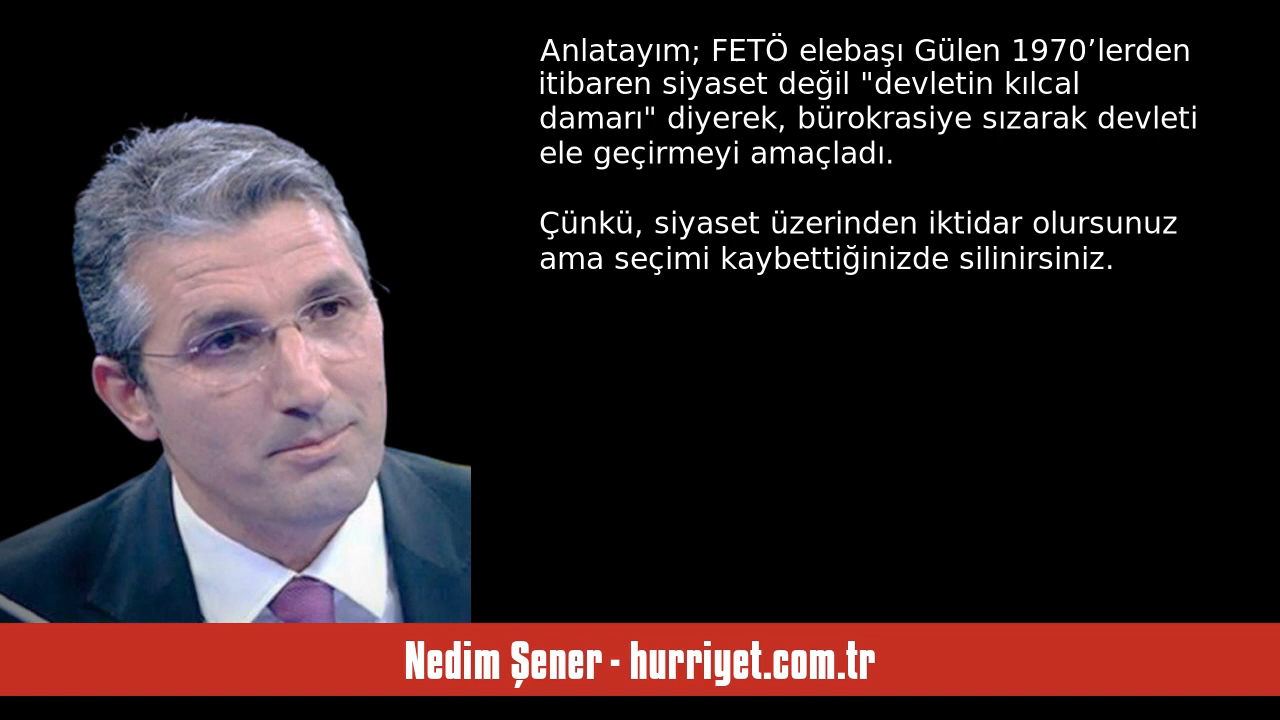 Anlatayım; FETÖ elebaşı Gülen 1970’lerden
itibaren siyaset değil "devletin kılcal
damarı" diyerek, bürokrasiye sızarak devleti
ele geçirmeyi amaçladı.
Çünkü, siyaset üzerinden iktidar olursunuz
ama seçimi kaybettiğinizde silinirsiniz.
Nedim Şener - hurriyet.com.tr